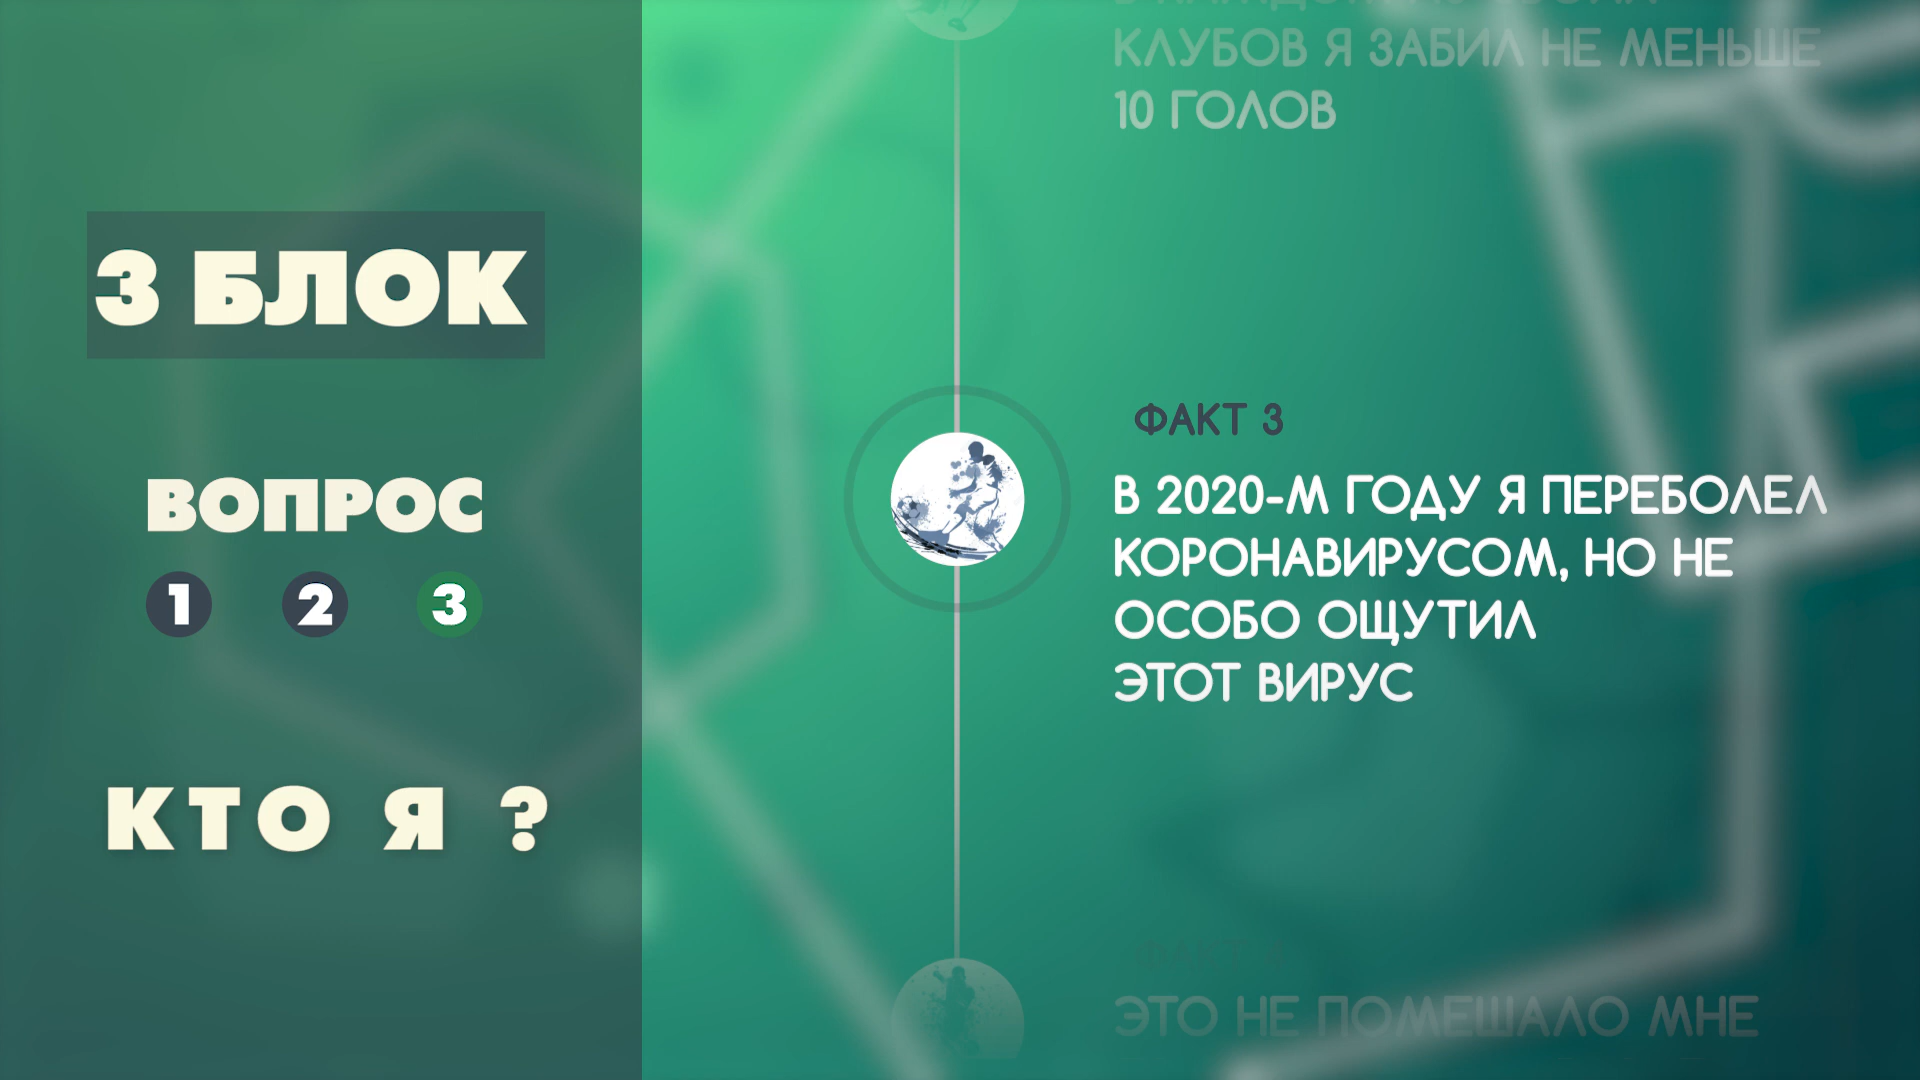 3 БЛОК
ВОПРОС
1 2 3
КТО Я ?
КЛУБОВ Я ЗАБИЛ НЕ МЕНЬШЕ
10 ГОЛОВ
ФАКТ 3
В 2020-М ГОДУ Я ПЕРЕБОЛЕЛ
КОРОНАВИРУСОМ, НО НЕ
ОСОБО ОЩУТИЛ
ЭТОТ ВИРУС
ФАКТ
ЭТО НЕ ПОМЕШАЛО МНЕ